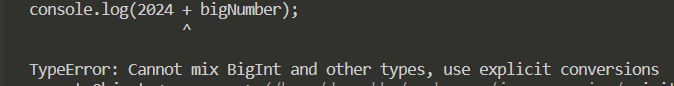 console.log(2024 + bigNumber);
^
TypeError: Cannot mix BigInt and other types, use explicit conversions